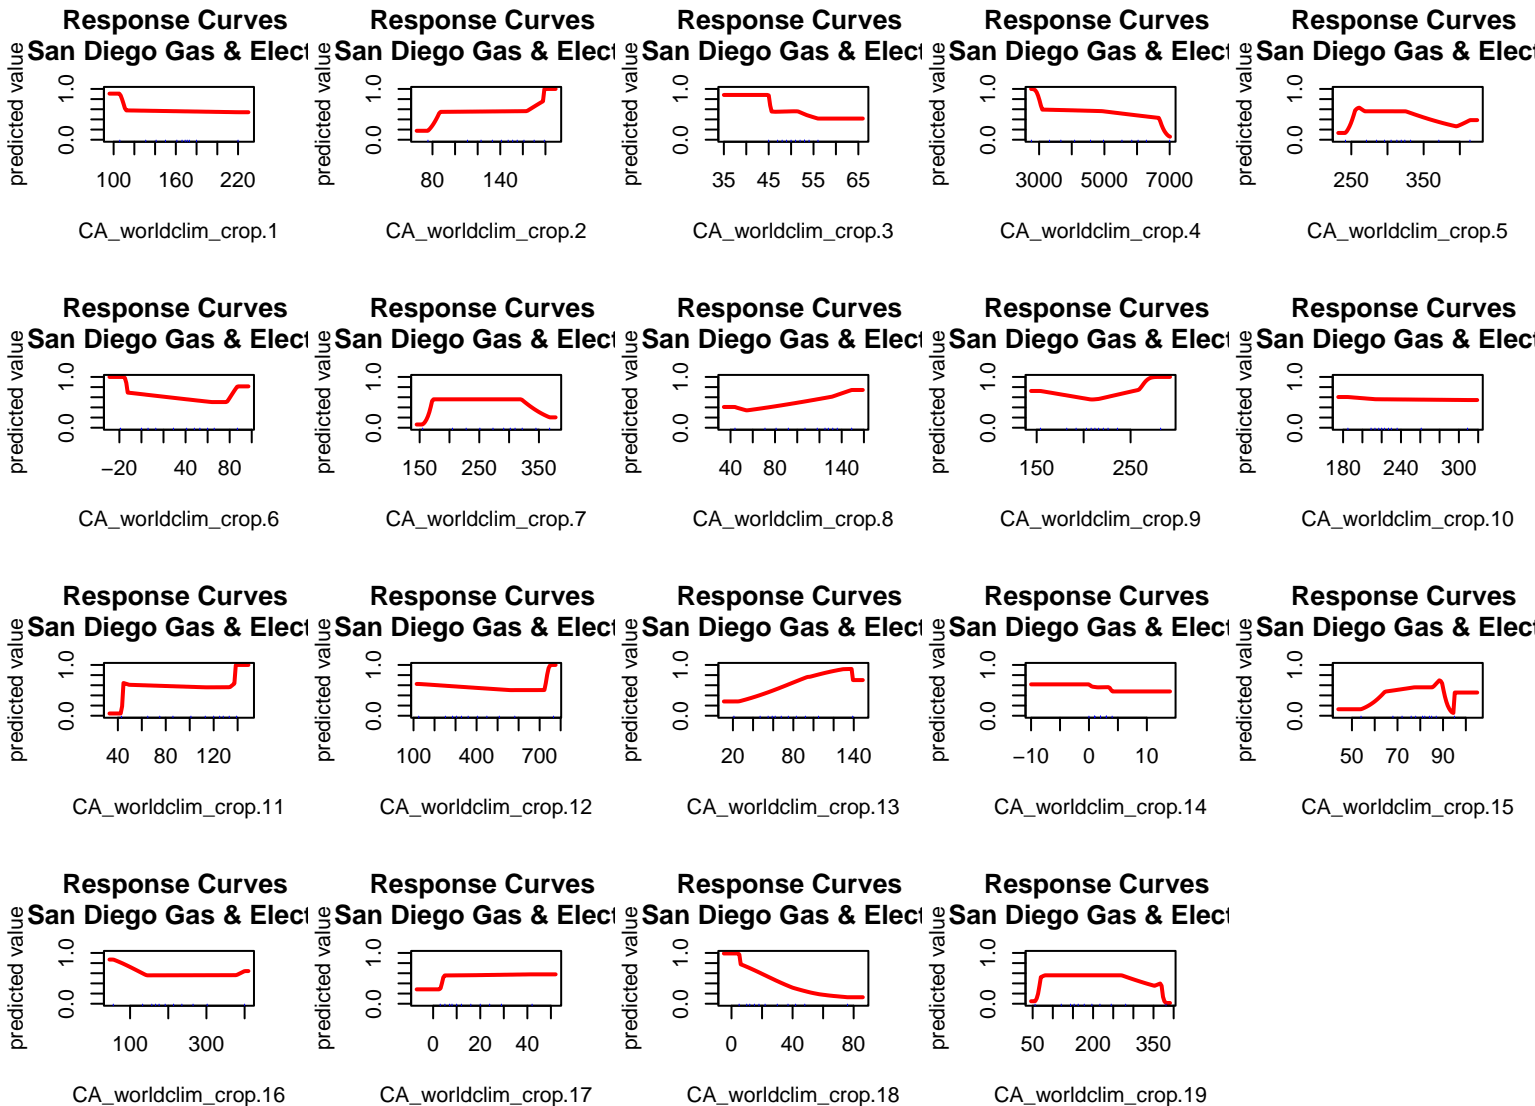 Response Curves
San Diego Gas & Elect
predicted value
0.0 1.0
100 160 220
CA_worldclim_crop.1
Response Curves
San Diego Gas & Elect
predicted value
0.0 1.0
80 140
CA_worldclim_crop.2
Response Curves
San Diego Gas & Elect
predicted value
0.0 1.0
35 45 55 65
CA_worldclim_crop.3
Response Curves
San Diego Gas & Elect
predicted value
0.0 1.0
3000 5000 7000
CA_worldclim_crop.4
Response Curves
San Diego Gas & Elect
predicted value
0.0 1.0
250 350
CA_worldclim_crop.5
Response Curves
San Diego Gas & Elect
predicted value
0.0 1.0
−20 40 80
CA_worldclim_crop.6
Response Curves
San Diego Gas & Elect
predicted value
0.0 1.0
150 250 350
CA_worldclim_crop.7
Response Curves
San Diego Gas & Elect
predicted value
0.0 1.0
40 80 140
CA_worldclim_crop.8
Response Curves
San Diego Gas & Elect
predicted value
0.0 1.0
150 250
CA_worldclim_crop.9
Response Curves
San Diego Gas & Elect
predicted value
0.0 1.0
180 240 300
CA_worldclim_crop.10
Response Curves
San Diego Gas & Elect
predicted value
0.0 1.0
40 80 120
CA_worldclim_crop.11
Response Curves
San Diego Gas & Elect
predicted value
0.0 1.0
100 400 700
CA_worldclim_crop.12
Response Curves
San Diego Gas & Elect
predicted value
0.0 1.0
20 80 140
CA_worldclim_crop.13
Response Curves
San Diego Gas & Elect
predicted value
0.0 1.0
−10 0 10
CA_worldclim_crop.14
Response Curves
San Diego Gas & Elect
predicted value
0.0 1.0
50 70 90
CA_worldclim_crop.15
Response Curves
San Diego Gas & Elect
predicted value
0.0 1.0
100 300
CA_worldclim_crop.16
Response Curves
San Diego Gas & Elect
predicted value
0.0 1.0
0 20 40
CA_worldclim_crop.17
Response Curves
San Diego Gas & Elect
predicted value
0.0 1.0
0 40 80
CA_worldclim_crop.18
Response Curves
San Diego Gas & Elect
predicted value
0.0 1.0
50 200 350
CA_worldclim_crop.19